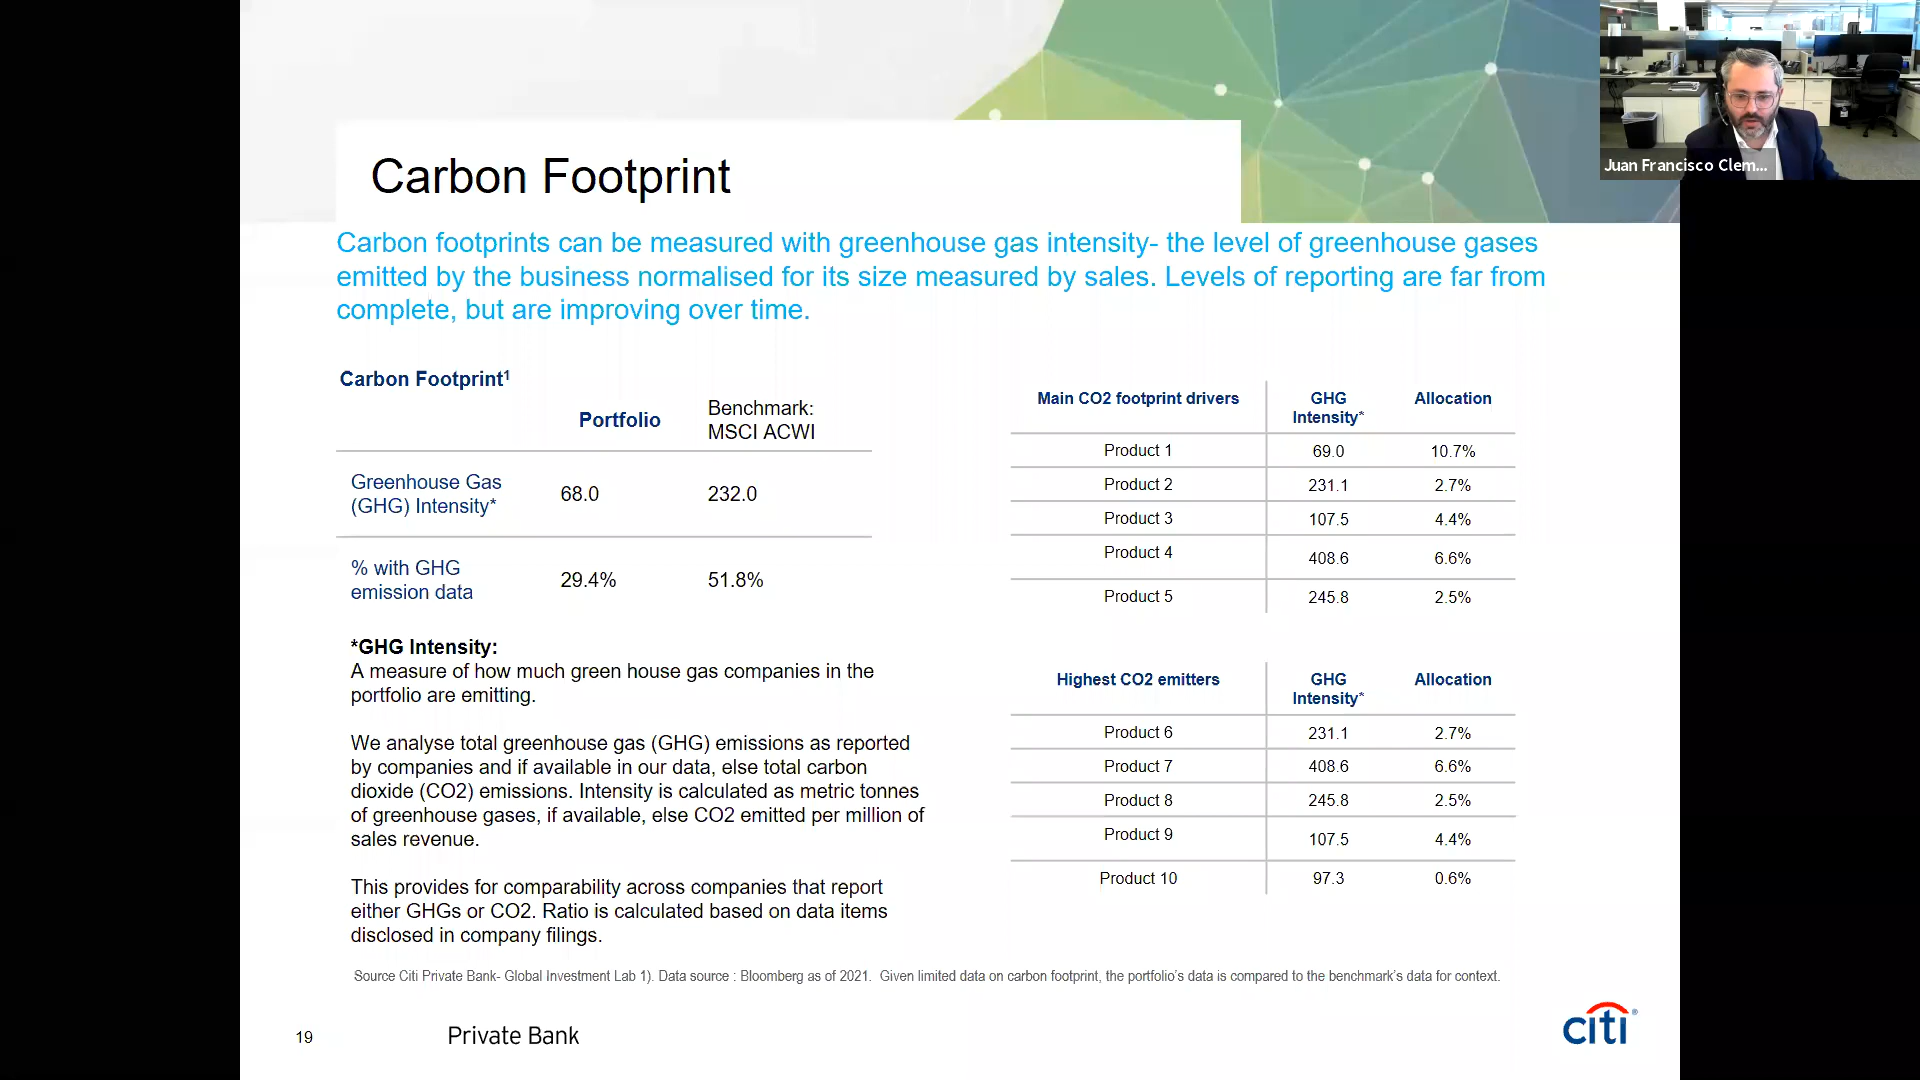 Carbon Footprint
Juan Francisco Clem...
Carbon footprints can be measured with greenhouse gas intensity- the level of greenhouse gases
emitted by the business normalised for its size measured by sales. Levels of reporting are far from
complete, but are improving over time.
Carbon Footprint¹
Portfolio Benchmark:
MSCI ACWI
Greenhouse Gas
(GHG) Intensity* 68.0 232.0
% with GHG
emission data 29.4% 51.8%
*GHG Intensity:
A measure of how much green house gas companies in the
portfolio are emitting.
We analyse total greenhouse gas (GHG) emissions as reported
by companies and if available in our data, else total carbon
dioxide (CO2) emissions. Intensity is calculated as metric tonnes
of greenhouse gases, if available, else CO2 emitted per million of
sales revenue.
This provides for comparability across companies that report
either GHGs or CO2. Ratio is calculated based on data items
disclosed in company filings.
Main CO2 footprint drivers GHG Allocation
Intensity*
Product 1 69.0 10.7%
Product 2 231.1 2.7%
Product 3 107.5 4.4%
Product 4 408.6 6.6%
Product 5 245.8 2.5%
Highest CO2 emitters GHG Allocation
Intensity*
Product 6 231.1 2.7%
Product 7 408.6 6.6%
Product 8 245.8 2.5%
Product 9 107.5 4.4%
Product 10 97.3 0.6%
Source Citi Private Bank- Global Investment Lab 1). Data source : Bloomberg as of 2021. Given limited data on carbon footprint, the portfolio's data is compared to the benchmark's data for context.
19 Private Bank
citi®